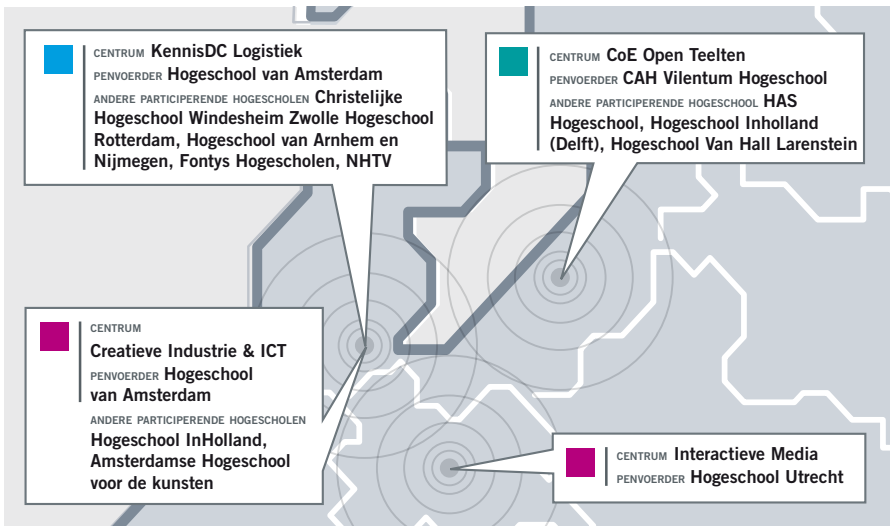 CENTRUM KennisDC Logistiek
PENVOERDER Hogeschool van Amsterdam
ANDERE PARTICIPERENDE HOGESCHOLEN Christelijke
Hogeschool Windesheim Zwolle Hogeschool
Rotterdam, Hogeschool van Arnhem en
Nijmegen, Fontys Hogescholen, NHTV
CENTRUM CoE Open Teelten
PENVOERDER CAH Vilentum Hogeschool
ANDERE PARTICIPERENDE HOGESCHOOL HAS
Hogeschool, Hogeschool Inholland
(Delft), Hogeschool Van Hall Larenstein
CENTRUM
Creatieve Industrie & ICT
PENVOERDER Hogeschool
van Amsterdam
ANDERE PARTICIPERENDE HOGESCHOLEN
Hogeschool InHolland,
Amsterdamse Hogeschool
voor de kunsten
CENTRUM Interactieve Media
PENVOERDER Hogeschool Utrecht